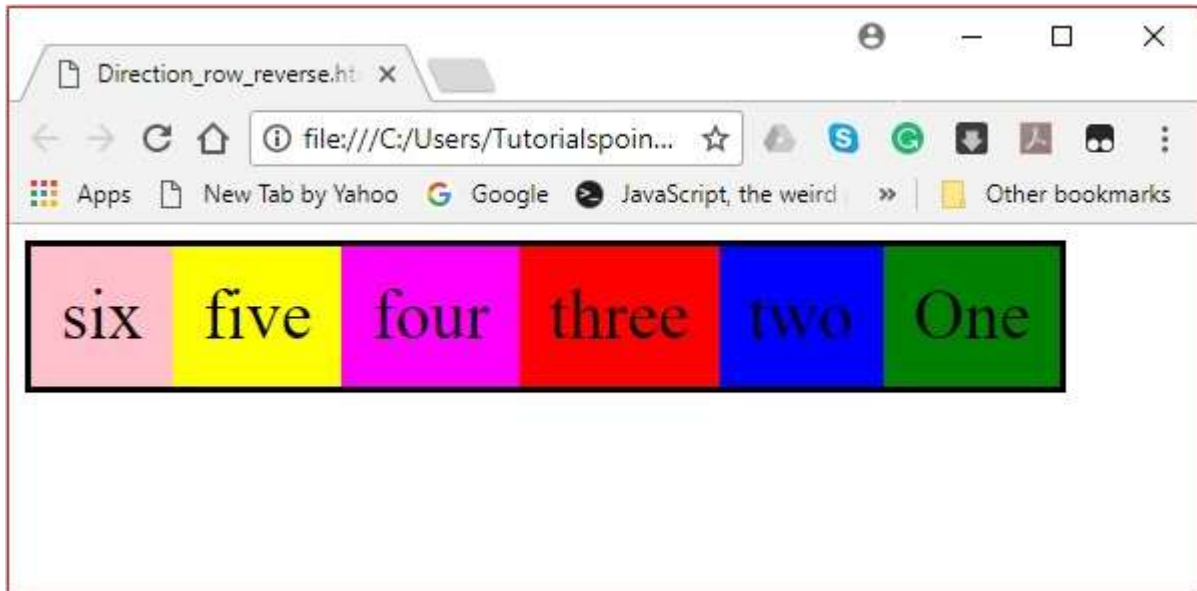 Direction_row_reverse.ht
file:///C:/Users/Tutorialspoin...
Apps New Tab by Yahoo Google JavaScript, the weird » Other bookmarks
six five four three two One